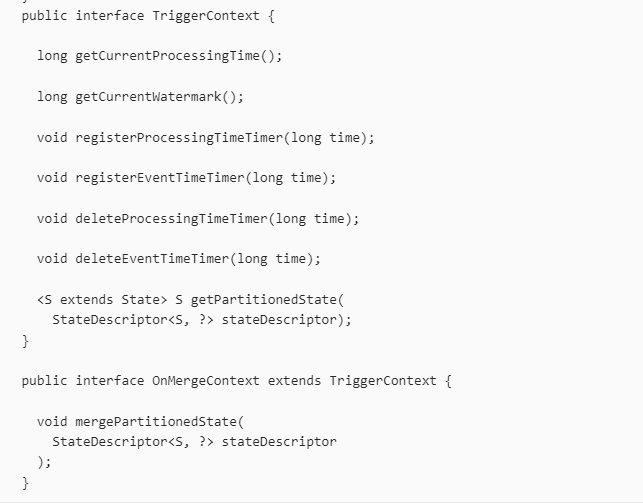 public interface TriggerContext {
long getCurrentProcessingTime();
long getCurrentWatermark();
void registerProcessingTimeTimer(long time);
void registerEventTimeTimer(long time);
void deleteProcessingTimeTimer(long time);
void deleteEventTimeTimer(long time);
<S extends State> S getPartitionedState(
StateDescriptor<S, ?> stateDescriptor);
}
public interface OnMergeContext extends TriggerContext {
void mergePartitionedState(
StateDescriptor<S, ?> stateDescriptor
);
}